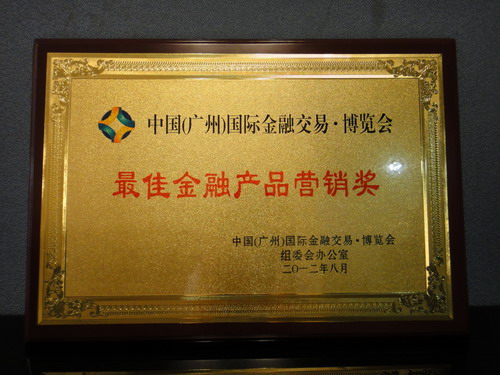 中国(广州)国际金融交易·博览会
最佳金融产品营销奖
中国(广州)国际金融交易·博览会
组委会办公室
二〇一二年八月